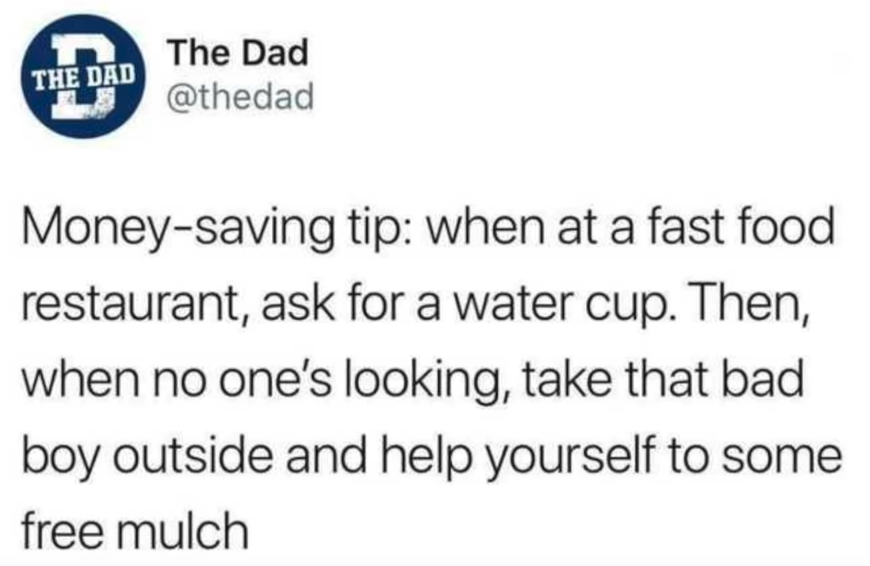 THE DAD
The Dad
@thedad
Money-saving tip: when at a fast food
restaurant, ask for a water cup. Then,
when no one's looking, take that bad
boy outside and help yourself to some
free mulch